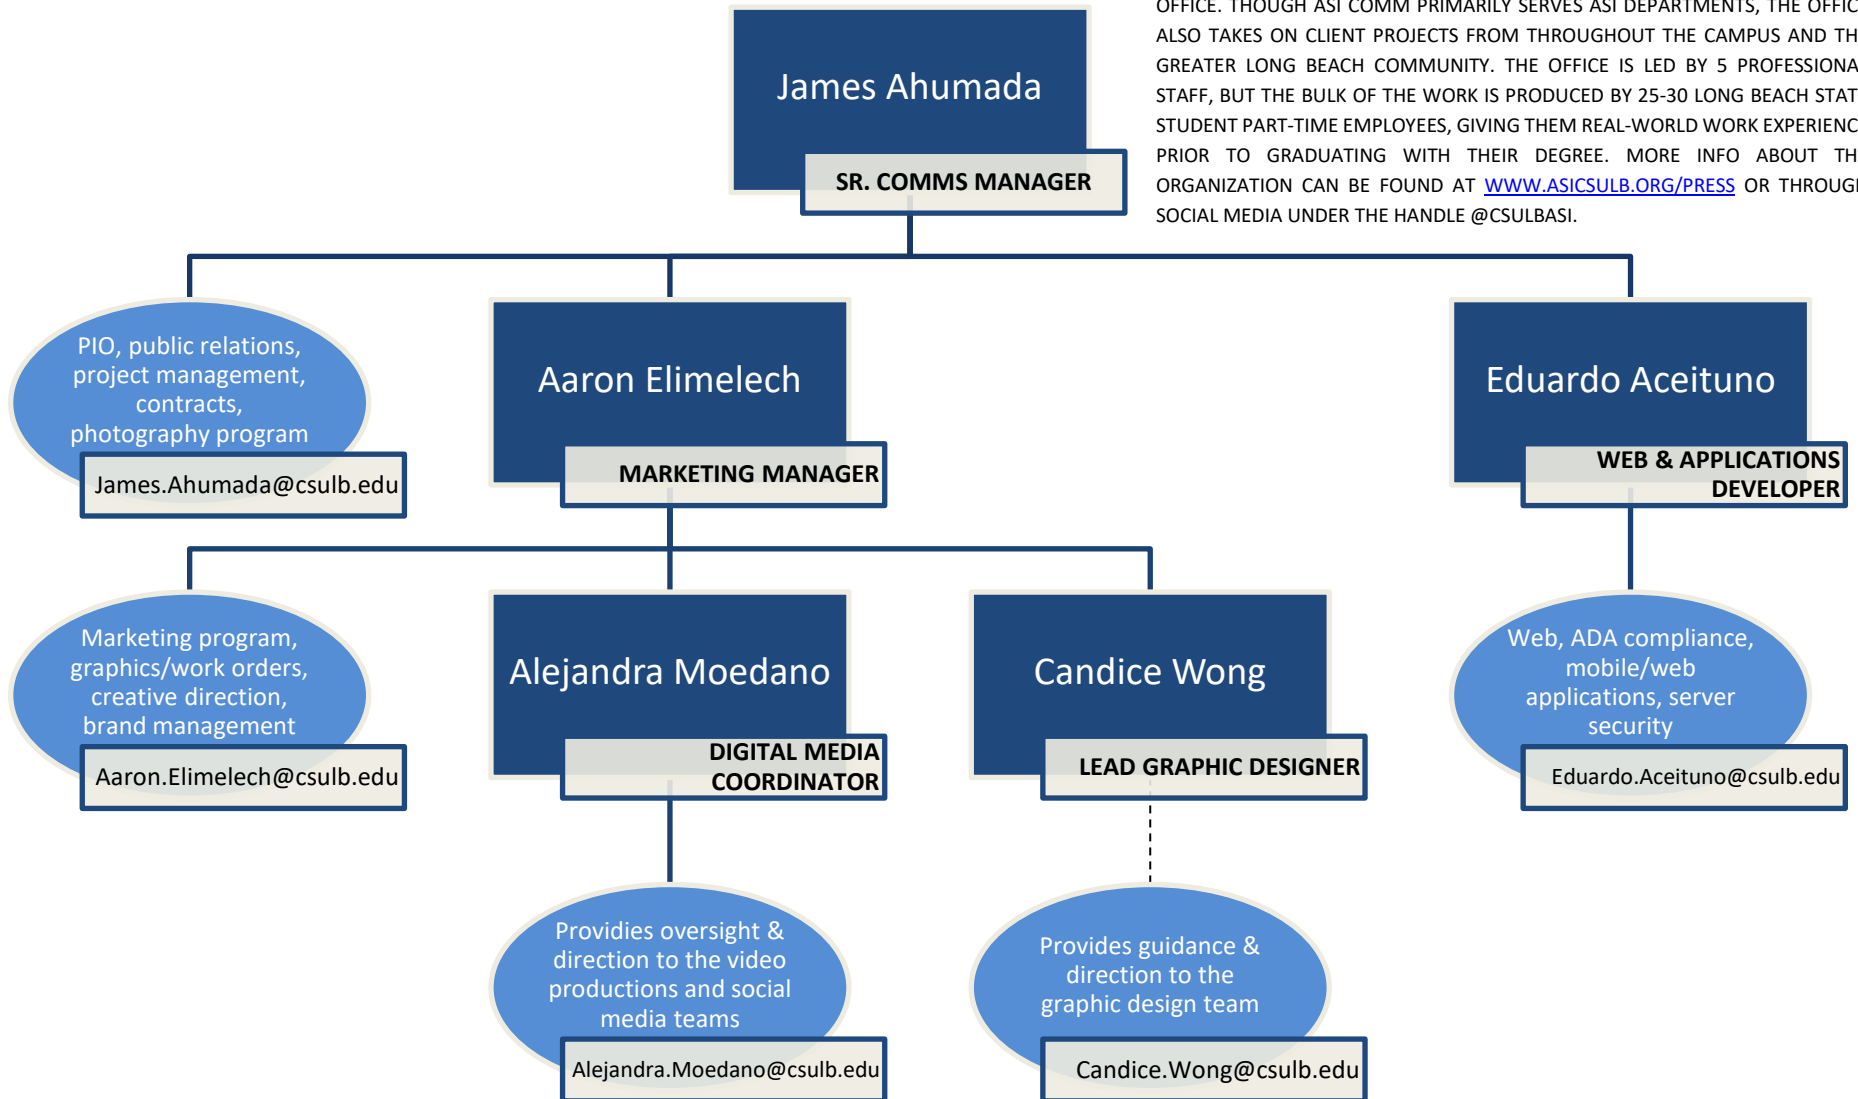 OFFICE. THOUGH ASI COMM PRIMARILY SERVES ASI DEPARTMENTS, THE OFFIC
ALSO TAKES ON CLIENT PROJECTS FROM THROUGHOUT THE CAMPUS AND TH
GREATER LONG BEACH COMMUNITY. THE OFFICE IS LED BY 5 PROFESSIONA
STAFF, BUT THE BULK OF THE WORK IS PRODUCED BY 25-30 LONG BEACH STAT
STUDENT PART-TIME EMPLOYEES, GIVING THEM REAL-WORLD WORK EXPERIENC
PRIOR TO GRADUATING WITH THEIR DEGREE. MORE INFO ABOUT TH
ORGANIZATION CAN BE FOUND AT WWW.ASICSULB.ORG/PRESS OR THROUG
SOCIAL MEDIA UNDER THE HANDLE @CSULBASI.
James Ahumada
SR. COMMS MANAGER
PIO, public relations,
project management,
contracts,
photography program
James.Ahumada@csulb.edu
Aaron Elimelech
MARKETING MANAGER
Eduardo Aceituno
WEB & APPLICATIONS
DEVELOPER
Marketing program,
graphics/work orders,
creative direction,
brand management
Aaron.Elimelech@csulb.edu
Alejandra Moedano
DIGITAL MEDIA
COORDINATOR
Candice Wong
LEAD GRAPHIC DESIGNER
Web, ADA compliance,
mobile/web
applications, server
security
Eduardo.Aceituno@csulb.edu
Providies oversight &
direction to the video
productions and social
media teams
Alejandra.Moedano@csulb.edu
Provides guidance &
direction to the
graphic design team
Candice.Wong@csulb.edu